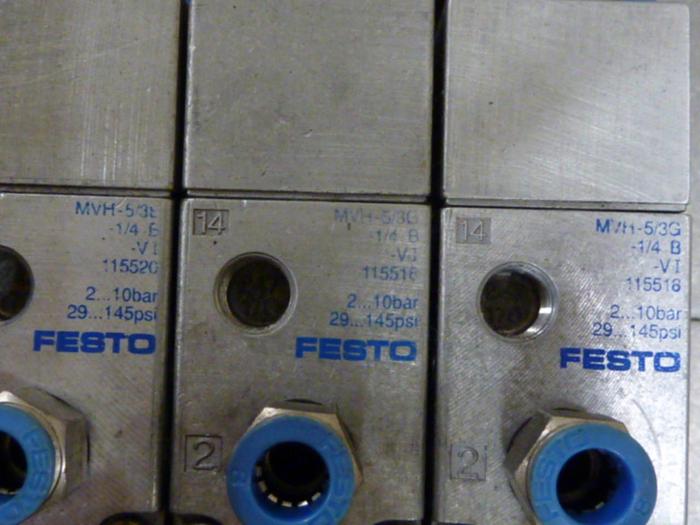 MVH-5/3E
-1/4 B
-VI
115520
2...10bar
29...145psi
FESTO
14
MVH-5/3G
-1/4 B
-VI
115518
2...10bar
29...145psi
FESTO
2
14
MVH-5/3G
-1/4 B
-VI
115518
2...10bar
29...145psi
FESTO
2